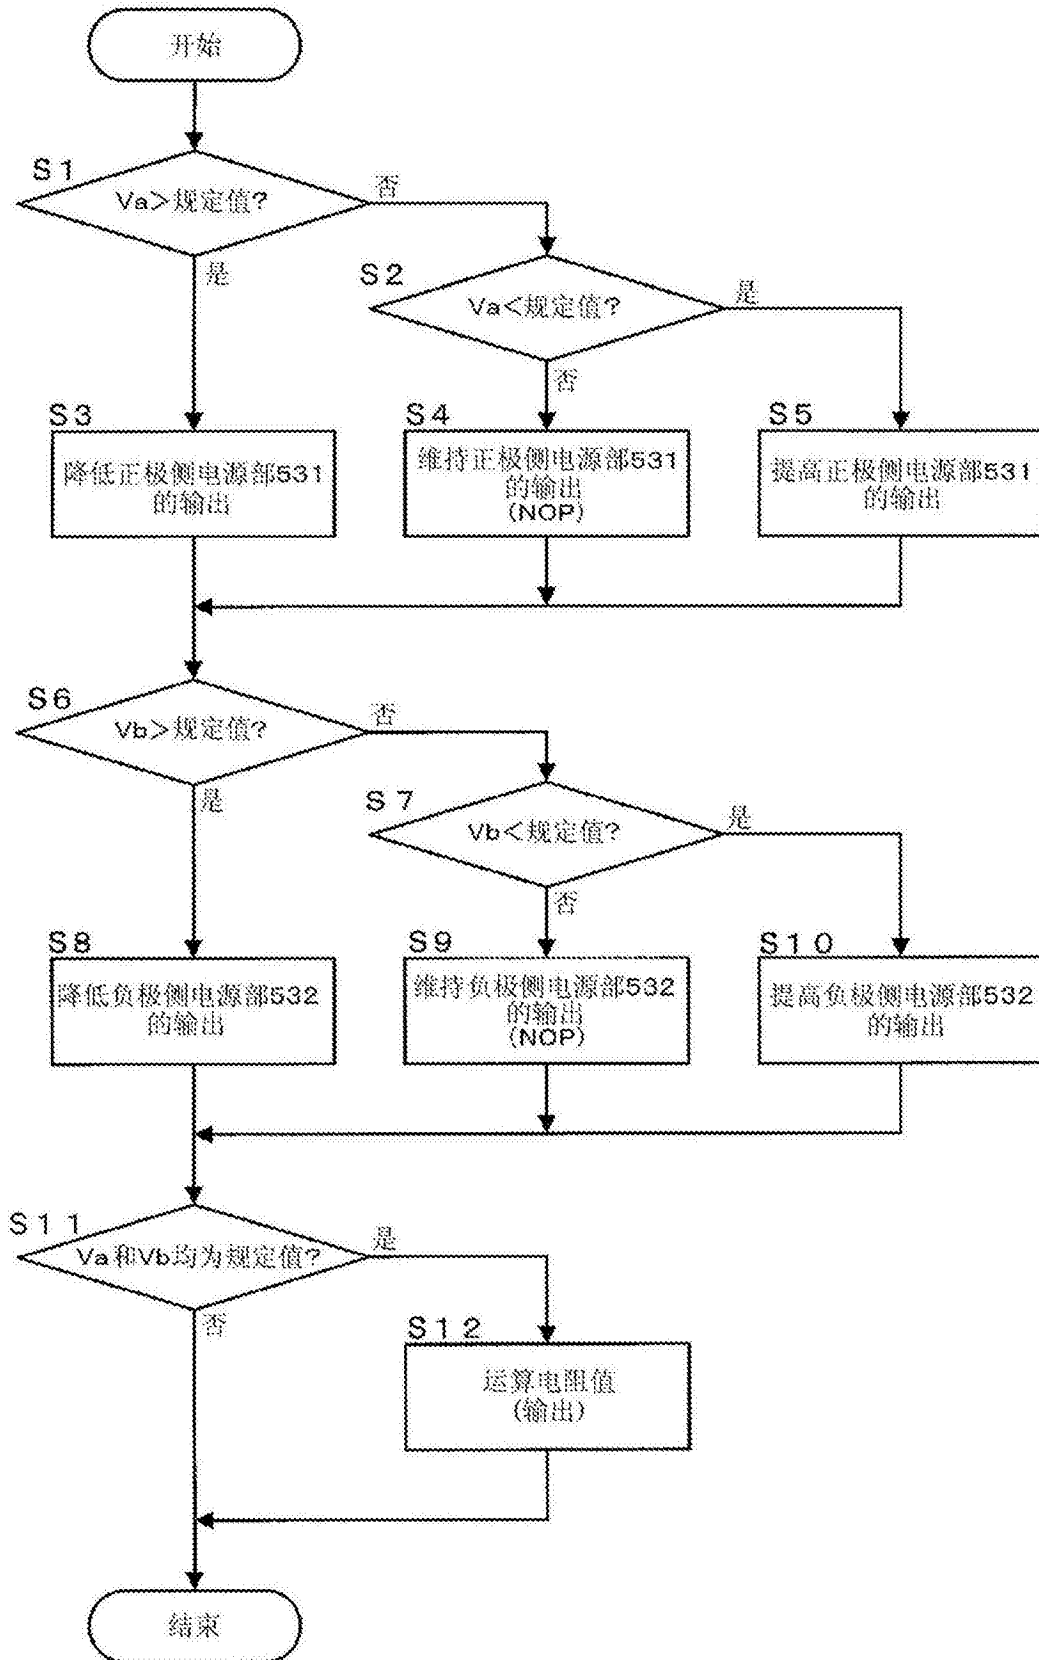 开始
S1
Va>规定值?
否
是
S2
Va<规定值?
是
否
S3
降低正极侧电源部531
的输出
S4
维持正极侧电源部531
的输出
(NOP)
S5
提高正极侧电源部531
的输出
S6
Vb>规定值?
否
是
S7
Vb<规定值?
是
否
S8
降低负极侧电源部532
的输出
S9
维持负极侧电源部532
的输出
(NOP)
S10
提高负极侧电源部532
的输出
S11
Va和Vb均为规定值?
是
否
S12
运算电阻值
(输出)
结束